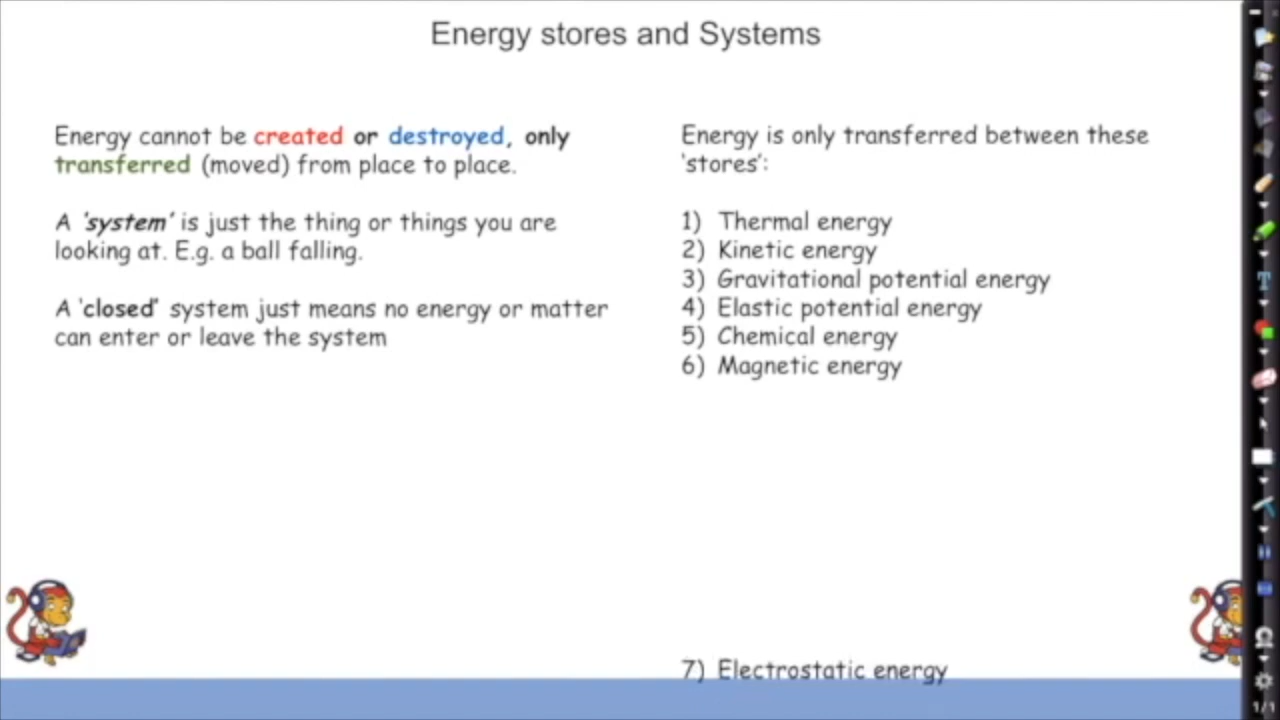 Energy stores and Systems
Energy cannot be created or destroyed, only
transferred (moved) from place to place.
A 'system' is just the thing or things you are
looking at. E.g. a ball falling.
A 'closed' system just means no energy or matter
can enter or leave the system
Energy is only transferred between these
'stores':
1) Thermal energy
2) Kinetic energy
3) Gravitational potential energy
4) Elastic potential energy
5) Chemical energy
6) Magnetic energy
7) Electrostatic energy
1/1